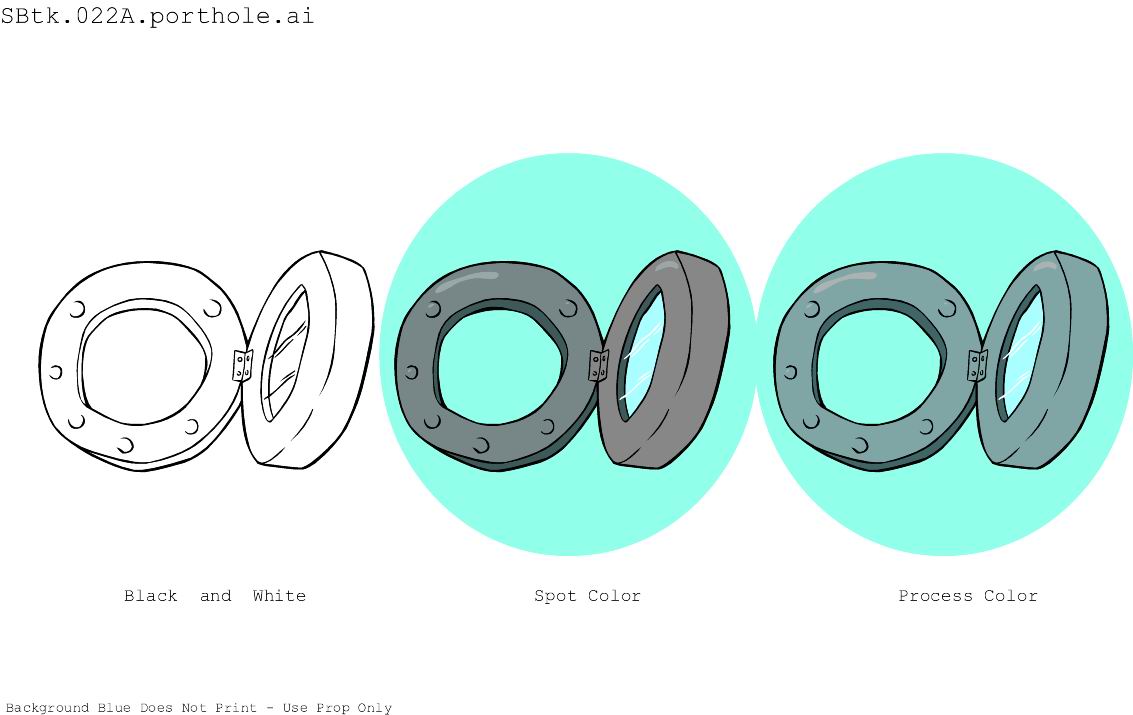 SBtk.022A.porthole.ai
Black and White
Spot Color
Process Color
Background Blue Does Not Print - Use Prop Only